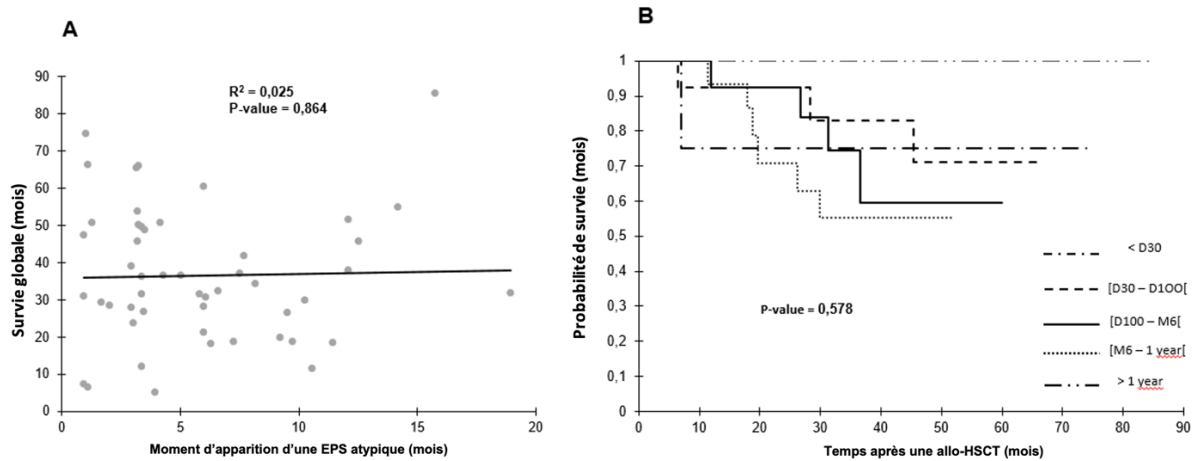 A
R² = 0,025
P-value = 0,864
Survie globale (mois)
90
80
70
60
50
40
30
20
10
0
0 5 10 15 20
Moment d'apparition d'une EPS atypique (mois)
B
Probabilité de survie (mois)
1
0,9
0,8
0,7
0,6
0,5
0,4
0,3
0,2
0,1
0
P-value = 0,578
< D30
[D30 – D1OO[
[D100 – M6[
[M6 – 1 year[
> 1 year
0 10 20 30 40 50 60 70 80 90
Temps après une allo-HSCT (mois)